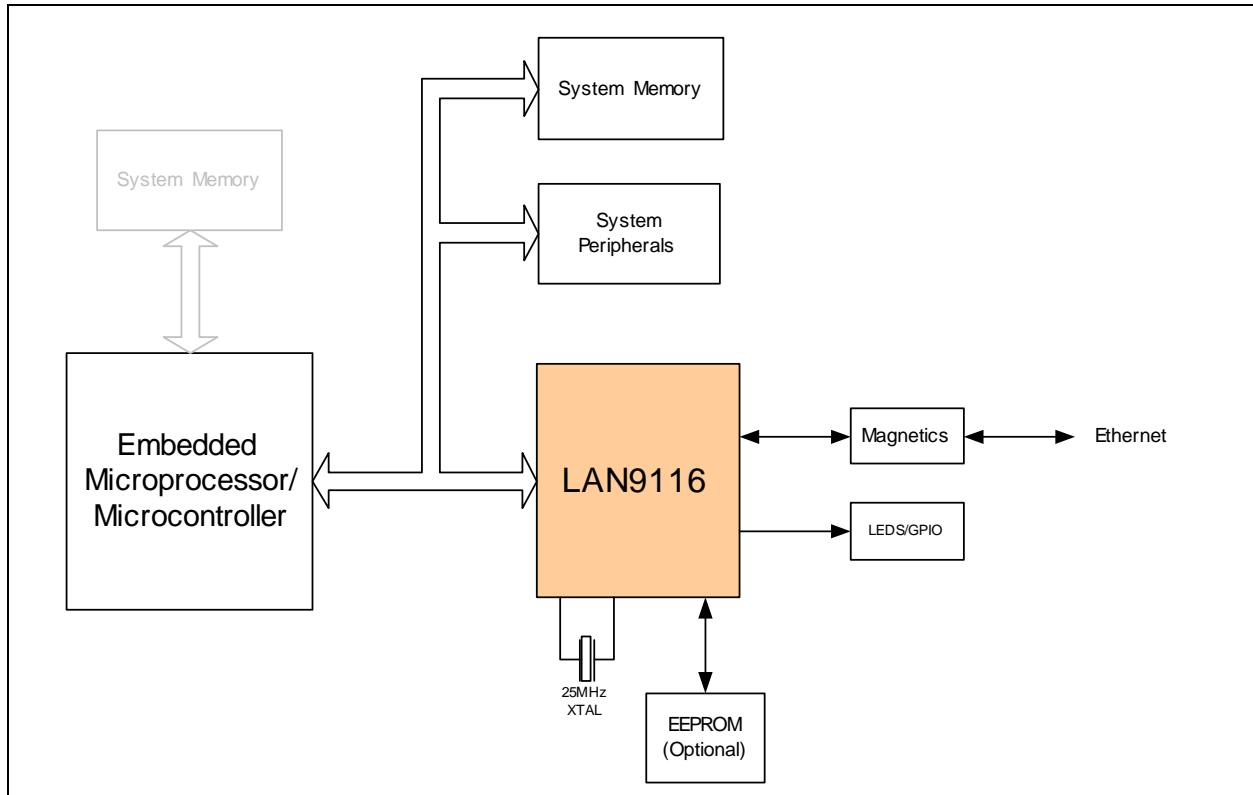 System Memory
System Memory
System
Peripherals
Embedded
Microprocessor/
Microcontroller
LAN9116
Magnetics
Ethernet
LEDS/GPIO
25MHz
XTAL
EEPROM
(Optional)